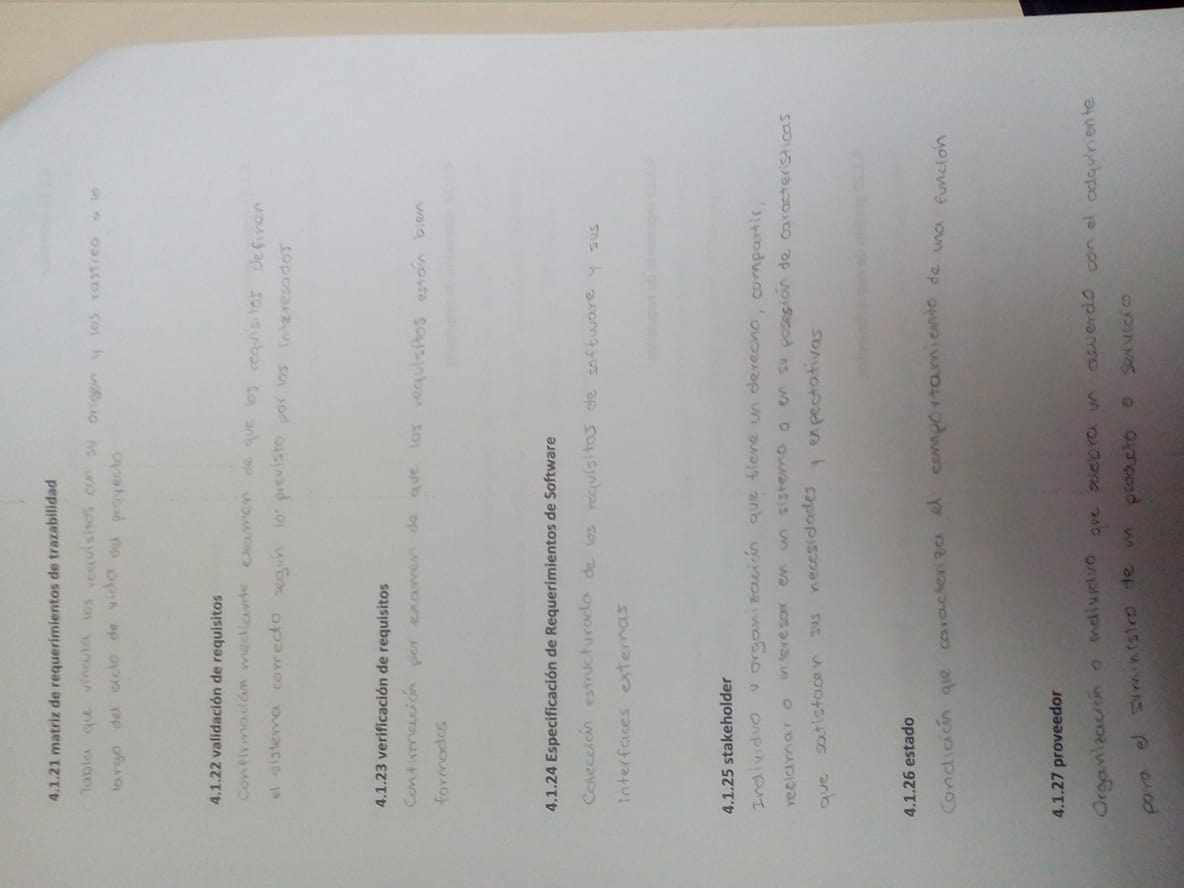 4.1.21 matriz de requerimientos de trazabilidad
Tabla que vincula los requisitos con su origen y los rastrea a lo
largo del ciclo de vida del proyecto
4.1.22 validación de requisitos
Confirmación mediante examen de que los requisitos definen
el sistema correcto según lo previsto por los interesados
4.1.23 verificación de requisitos
Confirmación por examen de que los requisitos están bien
formados
4.1.24 Especificación de Requerimientos de Software
Colección estructurado de los requisitos de software y sus
interfaces externas
4.1.25 stakeholder
Individuo u organización que tiene un derecho, compartir,
reclamar o interesar en un sistema o en su posesión de características
que satisfacen sus necesidades y expectativas
4.1.26 estado
Condición que caracteriza el comportamiento de una función
4.1.27 proveedor
Organización o individuo que celebra un acuerdo con el adquiriente
para el suministro de un producto o servicio